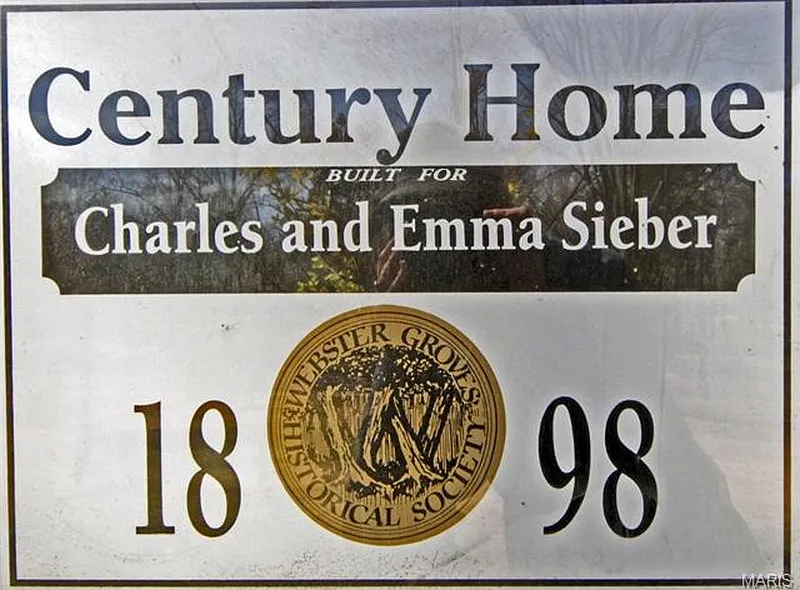 Century Home
BUILT FOR
Charles and Emma Sieber
18 98
WEBSTER GROVES
HISTORICAL SOCIETY
MARIS